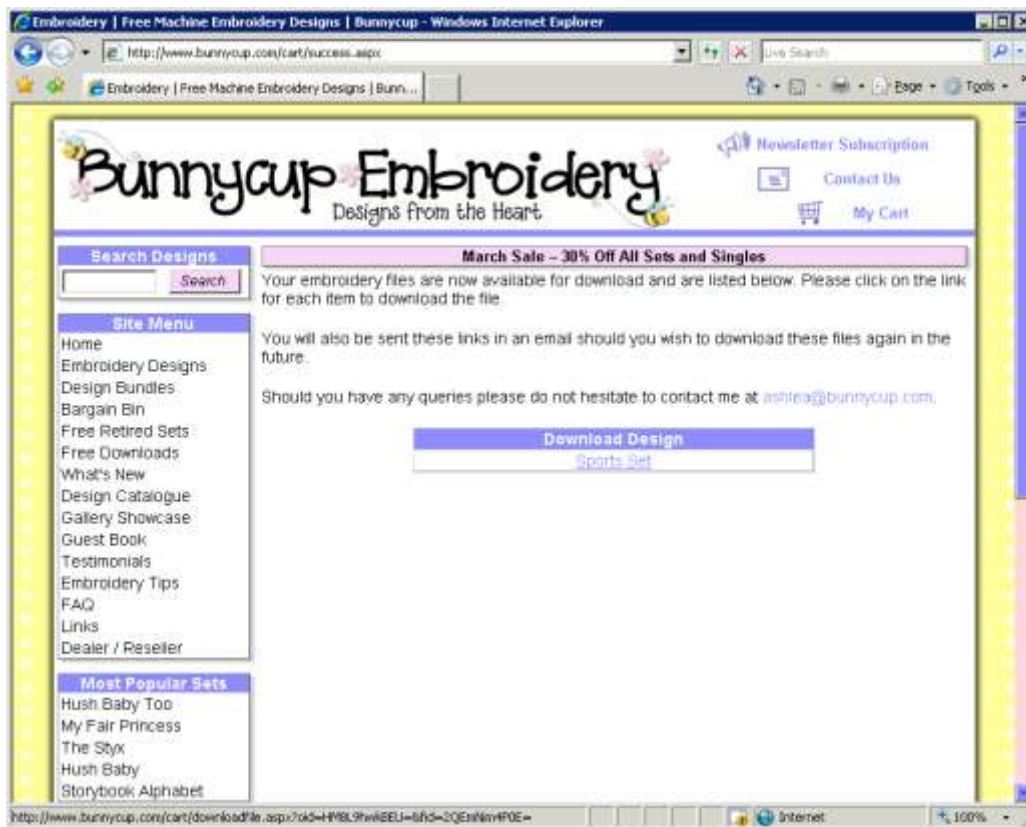 Embroidery | Free Machine Embroidery Designs | Bunnycup - Windows Internet Explorer
http://www.bunnycup.com/cart/success.aspx
Live Search
Embroidery | Free Machine Embroidery Designs | Bunn...
Page
Tools
Bunnycup Embroidery
Designs from the Heart
Newsletter Subscription
Contact Us
My Cart
Search Designs
Search
Site Menu
Home
Embroidery Designs
Design Bundles
Bargain Bin
Free Retired Sets
Free Downloads
What's New
Design Catalogue
Gallery Showcase
Guest Book
Testimonials
Embroidery Tips
FAQ
Links
Dealer / Reseller
Most Popular Sets
Hush Baby Too
My Fair Princess
The Styx
Hush Baby
Storybook Alphabet
March Sale – 30% Off All Sets and Singles
Your embroidery files are now available for download and are listed below. Please click on the link
for each item to download the file.
You will also be sent these links in an email should you wish to download these files again in the
future.
Should you have any queries please do not hesitate to contact me at ashlea@bunnycup.com.
Download Design
Sports Set
Internet
100%